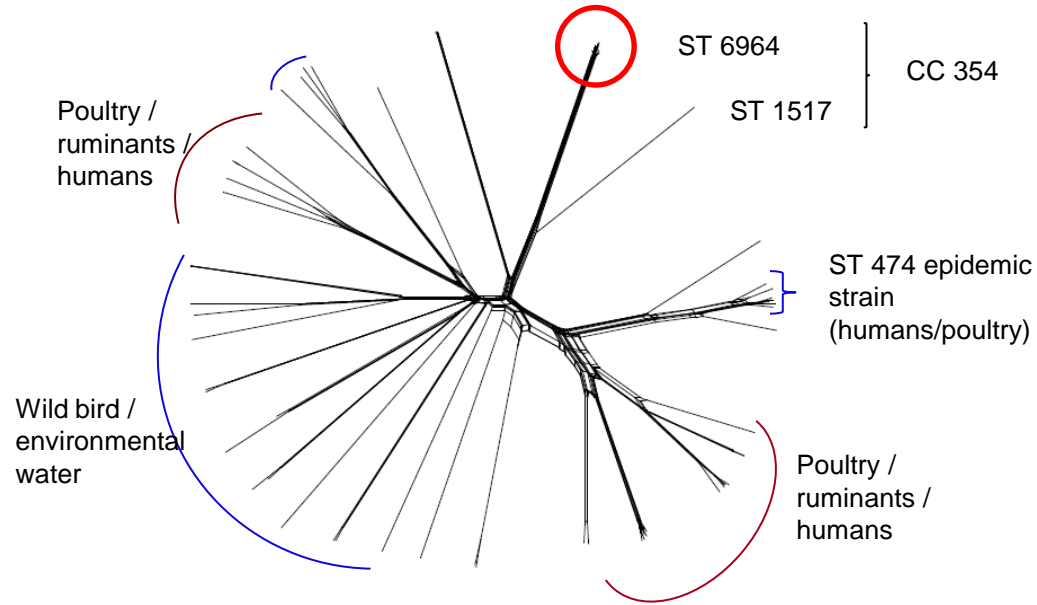 ST 6964
CC 354
ST 1517
Poultry /
ruminants /
humans
ST 474 epidemic
strain
(humans/poultry)
Wild bird /
environmental
water
Poultry /
ruminants /
humans